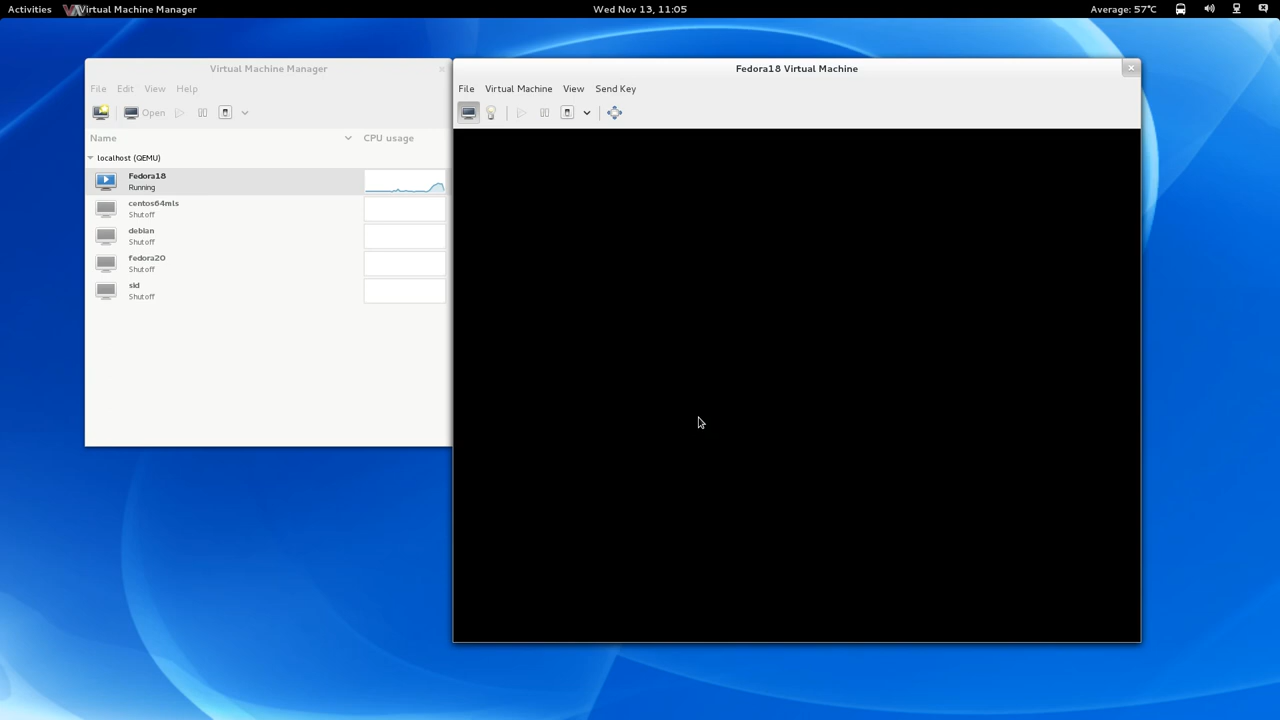 Activities Virtual Machine Manager Wed Nov 13, 11:05 Average: 57°C
Virtual Machine Manager
File Edit View Help
Open
Name CPU usage
localhost (QEMU)
Fedora18
Running
centos64mls
Shutoff
debian
Shutoff
fedora20
Shutoff
sid
Shutoff
Fedora18 Virtual Machine
File Virtual Machine View Send Key